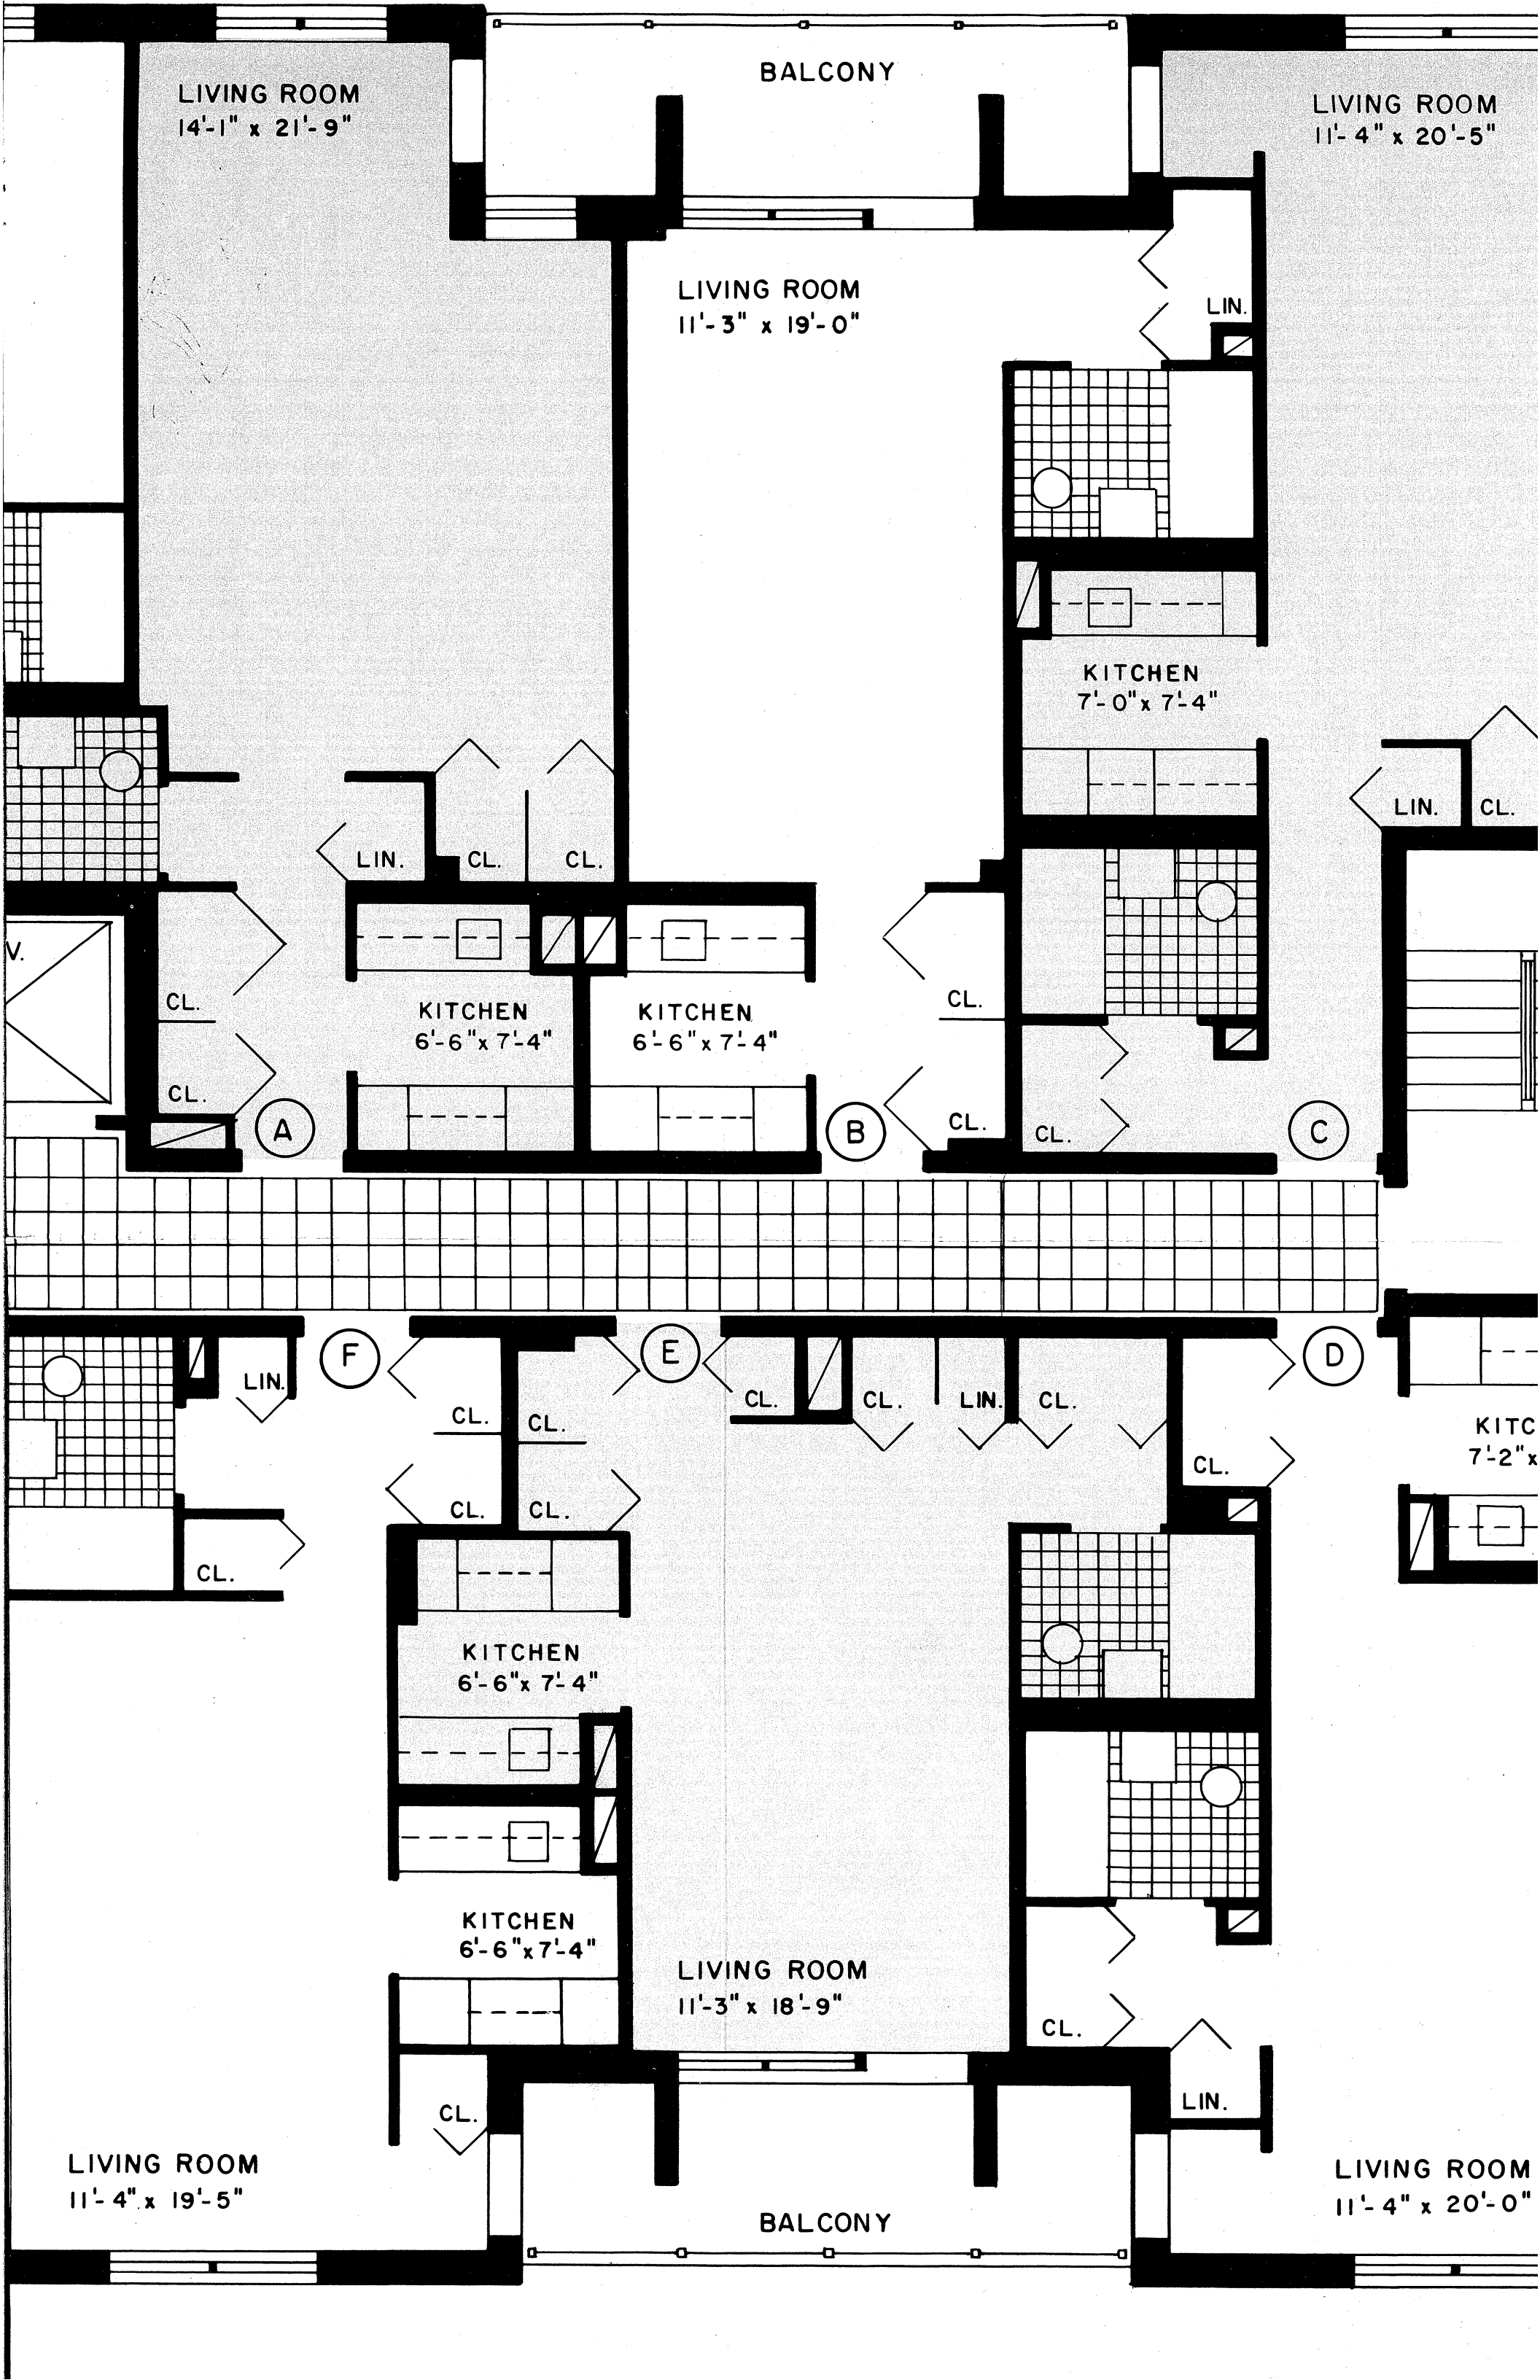 BALCONY
LIVING ROOM
14'-1" x 21'-9"
LIVING ROOM
11'-4" x 20'-5"
LIVING ROOM
11'-3" x 19'-0"
LIN.
KITCHEN
7'-0" x 7'-4"
LIN.
CL.
LIN.
CL.
CL.
V.
CL.
KITCHEN
6'-6" x 7'-4"
KITCHEN
6'-6" x 7'-4"
CL.
CL.
CL.
CL.
A
B
C
F
E
D
LIN.
CL.
CL.
CL.
LIN.
CL.
CL.
KITC
7'-2" x
CL.
CL.
CL.
CL.
KITCHEN
6'-6" x 7'-4"
KITCHEN
6'-6" x 7'-4"
LIVING ROOM
11'-3" x 18'-9"
CL.
LIN.
CL.
LIVING ROOM
11'-4" x 19'-5"
LIVING ROOM
11'-4" x 20'-0"
BALCONY